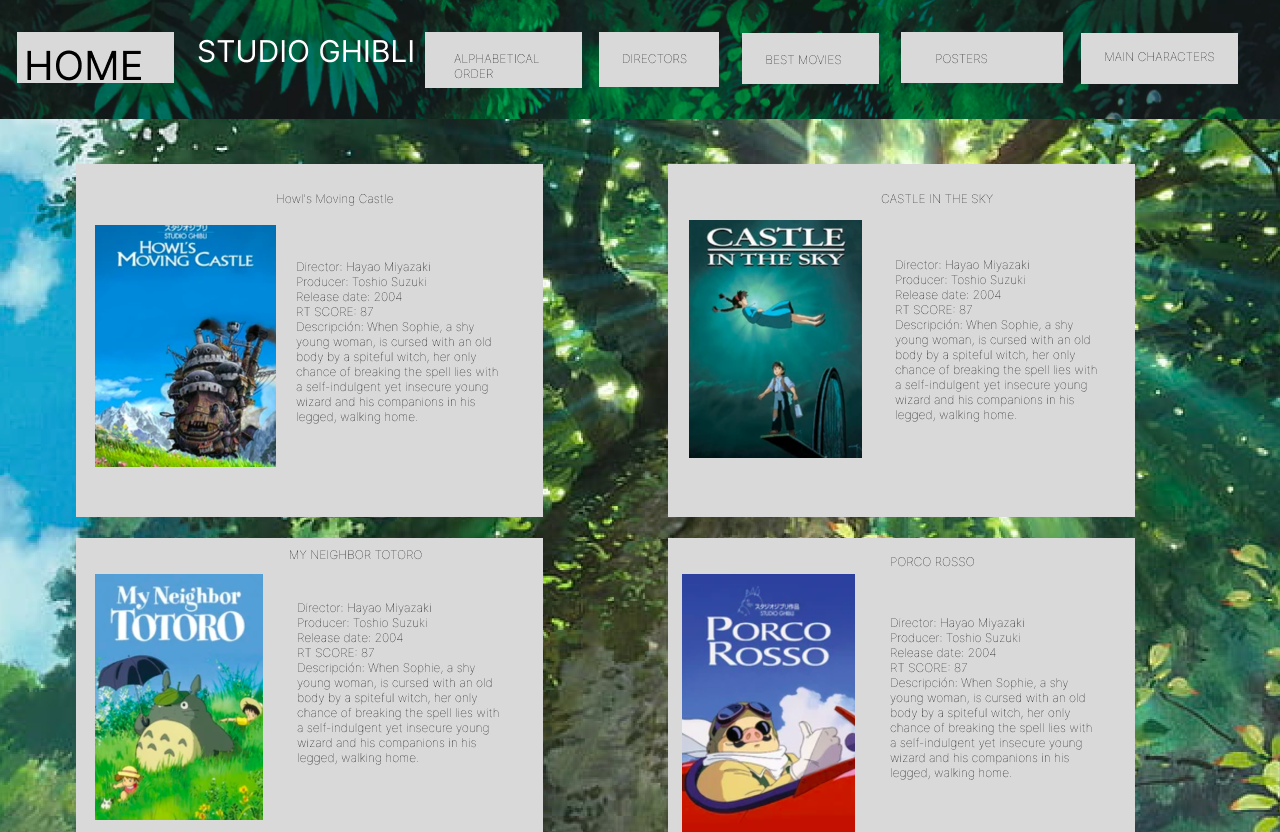 HOME
STUDIO GHIBLI
ALPHABETICAL
ORDER
DIRECTORS
BEST MOVIES
POSTERS
MAIN CHARACTERS
Howl's Moving Castle
スタジオジブリ
STUDIO GHIBLI
HOWL'S
MOVING CASTLE
Director: Hayao Miyazaki
Producer: Toshio Suzuki
Release date: 2004
RT SCORE: 87
Descripción: When Sophie, a shy
young woman, is cursed with an old
body by a spiteful witch, her only
chance of breaking the spell lies with
a self-indulgent yet insecure young
wizard and his companions in his
legged, walking home.
CASTLE IN THE SKY
CASTLE
IN THE SKY
Director: Hayao Miyazaki
Producer: Toshio Suzuki
Release date: 2004
RT SCORE: 87
Descripción: When Sophie, a shy
young woman, is cursed with an old
body by a spiteful witch, her only
chance of breaking the spell lies with
a self-indulgent yet insecure young
wizard and his companions in his
legged, walking home.
MY NEIGHBOR TOTORO
My Neighbor
TOTORO
Director: Hayao Miyazaki
Producer: Toshio Suzuki
Release date: 2004
RT SCORE: 87
Descripción: When Sophie, a shy
young woman, is cursed with an old
body by a spiteful witch, her only
chance of breaking the spell lies with
a self-indulgent yet insecure young
wizard and his companions in his
legged, walking home.
PORCO ROSSO
スタジオジブリ作品
STUDIO GHIBLI
PORCO
ROSSO
Director: Hayao Miyazaki
Producer: Toshio Suzuki
Release date: 2004
RT SCORE: 87
Descripción: When Sophie, a shy
young woman, is cursed with an old
body by a spiteful witch, her only
chance of breaking the spell lies with
a self-indulgent yet insecure young
wizard and his companions in his
legged, walking home.